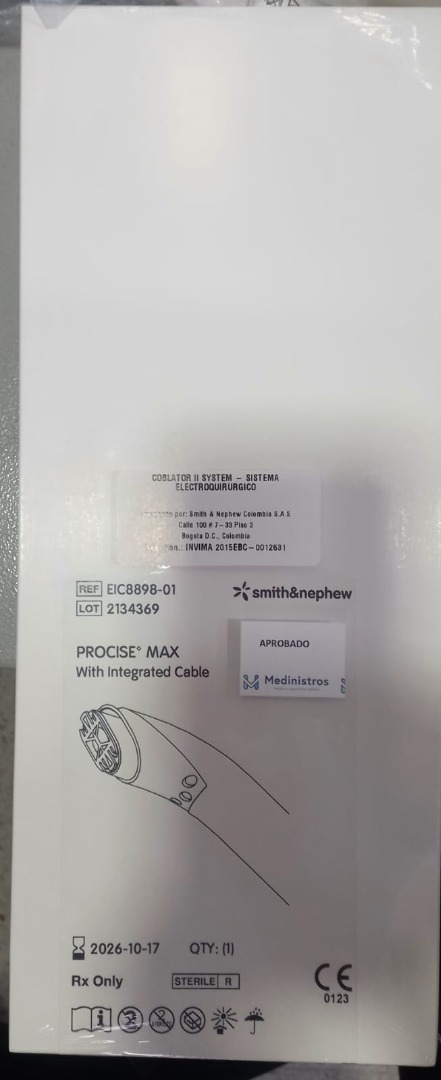 COBLATOR II SYSTEM – SISTEMA
ELECTROQUIRURGICO
por: Smith & Nephew Colombia S.A.S
Calle 100 # 7-33 Piso 3
Bogota D.C., Colombia
INVIMA 2015EBC-0012631
REF EIC8898-01
smith&nephew
LOT 2134369
PROCISE° MAX
With Integrated Cable
APROBADO
Medinistros
2026-10-17 QTY: (1)
Rx Only
STERILE R
CE
0123